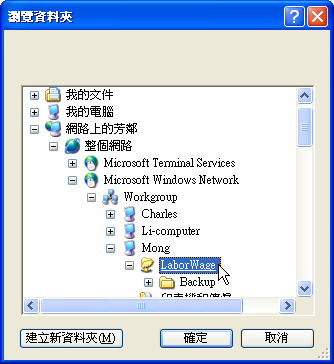 瀏覽資料夾
我的文件
我的電腦
網路上的芳鄰
整個網路
Microsoft Terminal Services
Microsoft Windows Network
Workgroup
Charles
Li-computer
Mong
LaborWage
Backup
建立新資料夾(M)
確定
取消